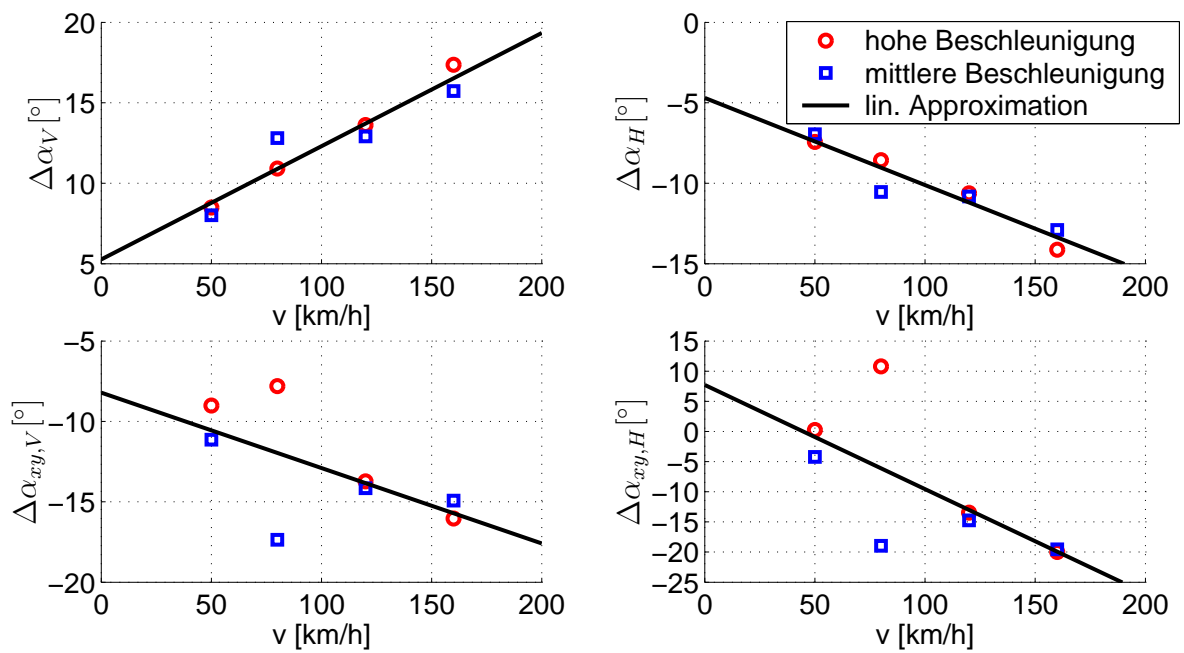 20
15
10
5
0 50 100 150 200
Δα_V [°]
v [km/h]
0
−5
−10
−15
0 50 100 150 200
Δα_H [°]
v [km/h]
hohe Beschleunigung
mittlere Beschleunigung
lin. Approximation
−5
−10
−15
−20
0 50 100 150 200
Δα_{xy,V} [°]
v [km/h]
15
10
5
0
−5
−10
−15
−20
−25
0 50 100 150 200
Δα_{xy,H} [°]
v [km/h]